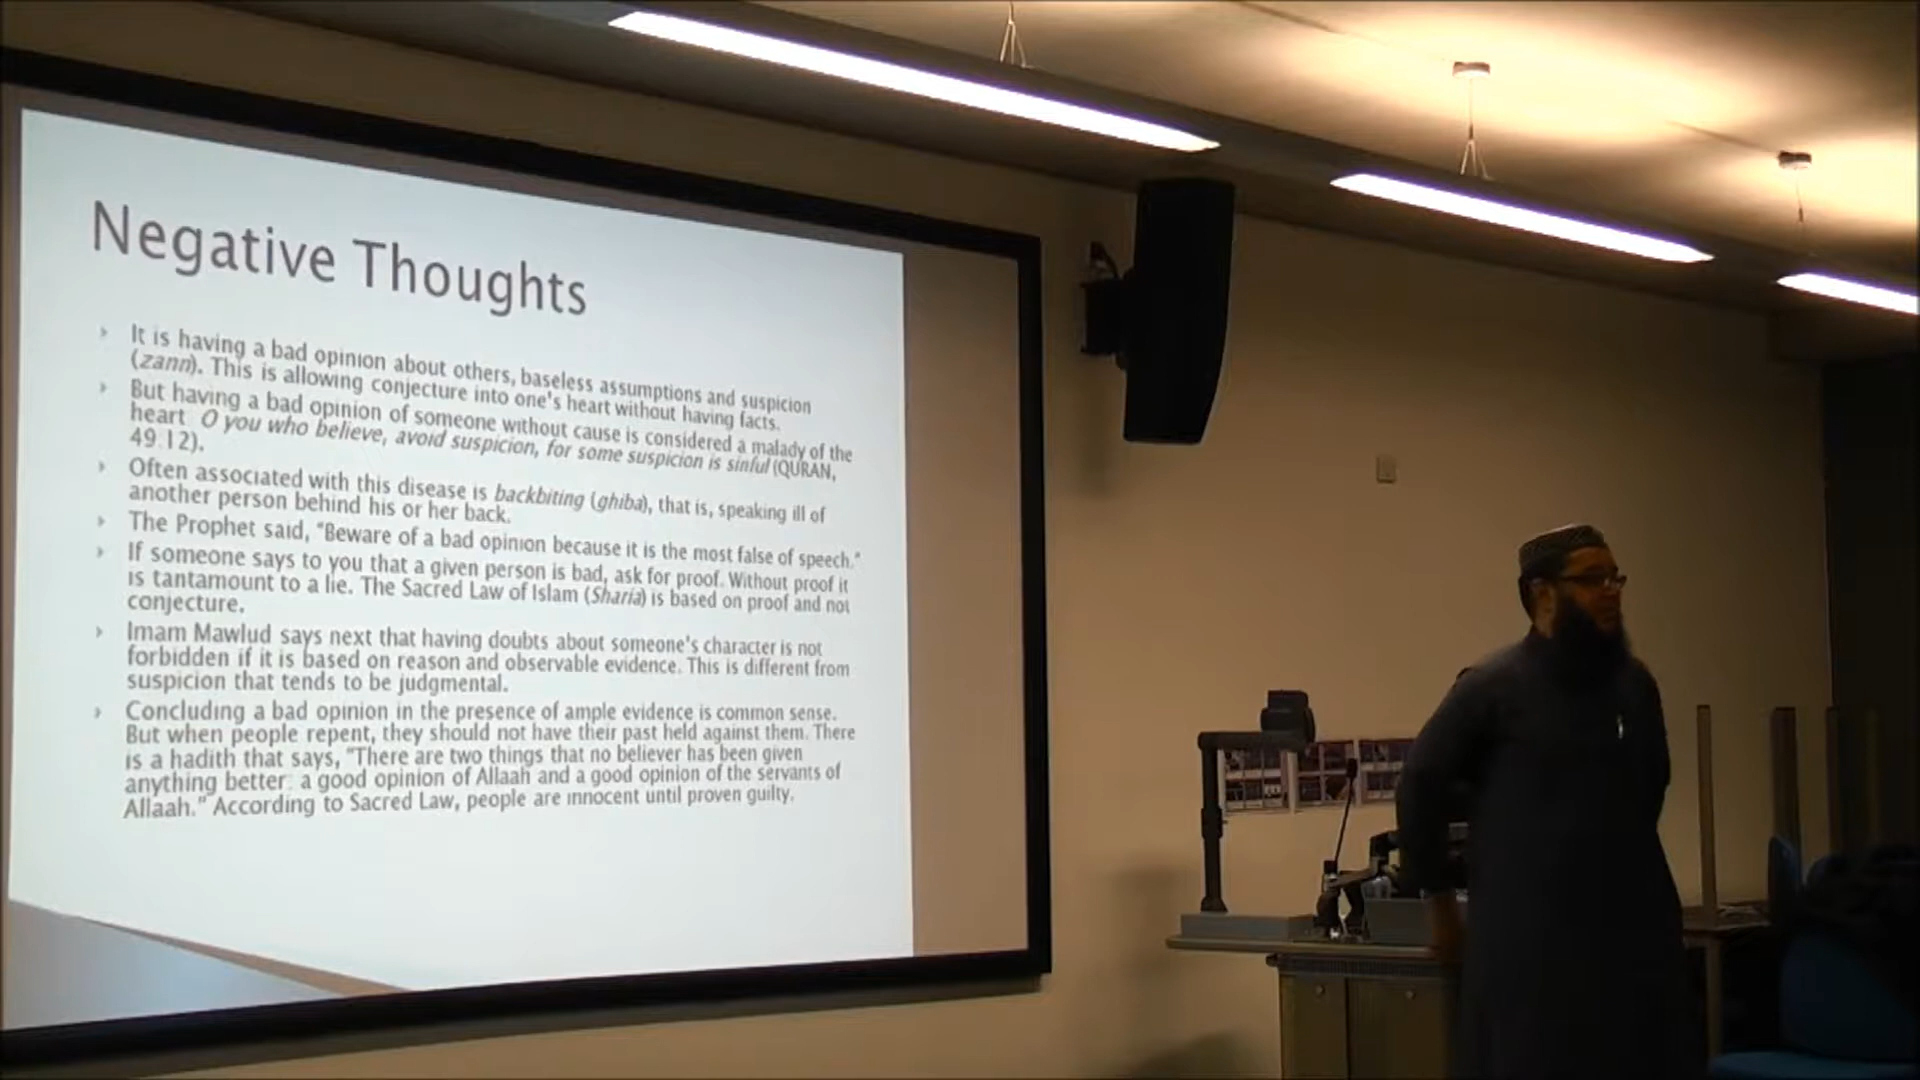 Negative Thoughts
It is having a bad opinion about others, baseless assumptions and suspicion
(zann). This is allowing conjecture into one's heart without having facts.
But having a bad opinion of someone without cause is considered a malady of the
heart O you who believe, avoid suspicion, for some suspicion is sinful (QURAN,
49:12).
Often associated with this disease is backbiting (ghiba), that is, speaking ill of
another person behind his or her back.
The Prophet said, "Beware of a bad opinion because it is the most false of speech."
If someone says to you that a given person is bad, ask for proof. Without proof it
is tantamount to a lie. The Sacred Law of Islam (Sharia) is based on proof and not
conjecture.
Imam Mawlud says next that having doubts about someone's character is not
forbidden if it is based on reason and observable evidence. This is different from
suspicion that tends to be judgmental.
Concluding a bad opinion in the presence of ample evidence is common sense.
But when people repent, they should not have their past held against them. There
is a hadith that says, "There are two things that no believer has been given
anything better: a good opinion of Allaah and a good opinion of the servants of
Allaah." According to Sacred Law, people are innocent until proven guilty.